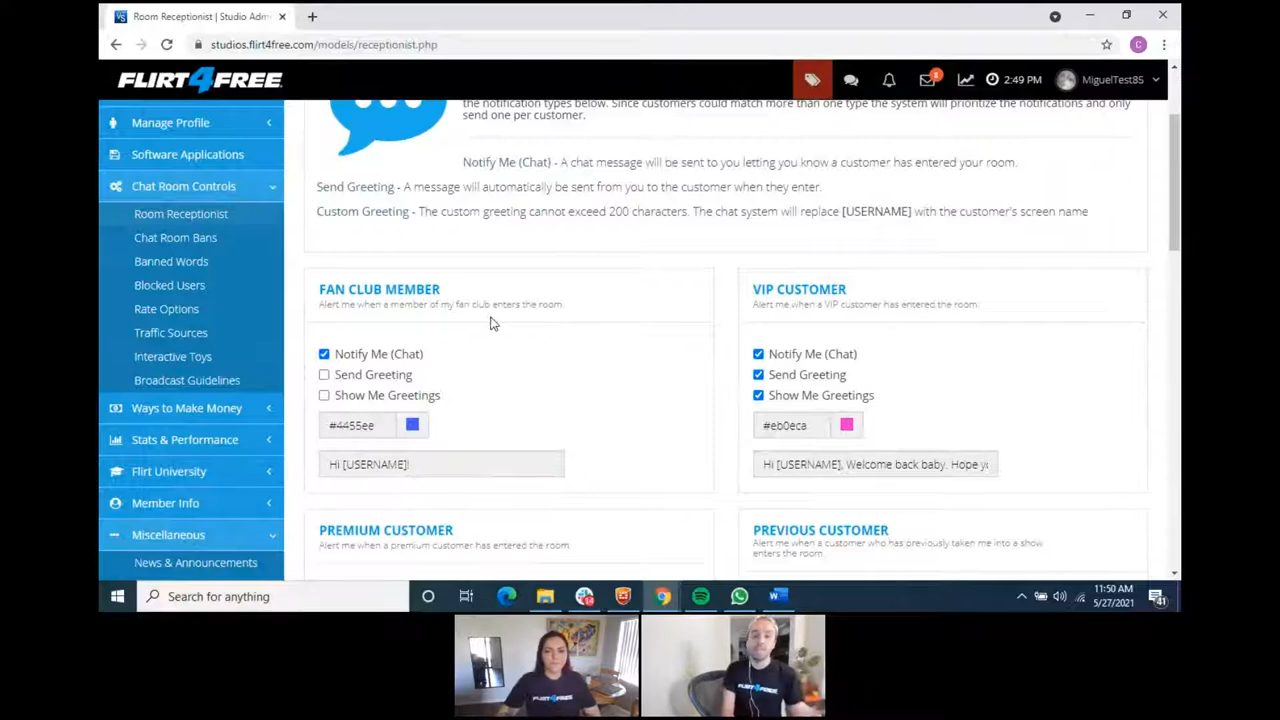 Room Receptionist | Studio Adm
studios.flirt4free.com/models/receptionist.php
FLIRT4FREE
8
2:49 PM
MiguelTest85
Manage Profile
Software Applications
Chat Room Controls
Room Receptionist
Chat Room Bans
Banned Words
Blocked Users
Rate Options
Traffic Sources
Interactive Toys
Broadcast Guidelines
Ways to Make Money
Stats & Performance
Flirt University
Member Info
Miscellaneous
News & Announcements
the notification types below. Since customers could match more than one type the system will prioritize the notifications and only
send one per customer.
Notify Me (Chat) - A chat message will be sent to you letting you know a customer has entered your room.
Send Greeting - A message will automatically be sent from you to the customer when they enter.
Custom Greeting - The custom greeting cannot exceed 200 characters. The chat system will replace [USERNAME] with the customer's screen name
FAN CLUB MEMBER
Alert me when a member of my fan club enters the room.
Notify Me (Chat)
Send Greeting
Show Me Greetings
#4455ee
Hi [USERNAME]!
VIP CUSTOMER
Alert me when a VIP customer has entered the room.
Notify Me (Chat)
Send Greeting
Show Me Greetings
#eb0eca
Hi [USERNAME], Welcome back baby. Hope yo
PREMIUM CUSTOMER
Alert me when a premium customer has entered the room.
PREVIOUS CUSTOMER
Alert me when a customer who has previously taken me into a show
enters the room.
Search for anything
14
11:50 AM
5/27/2021
41
FLIRT4FREE
FLIRT4FREE